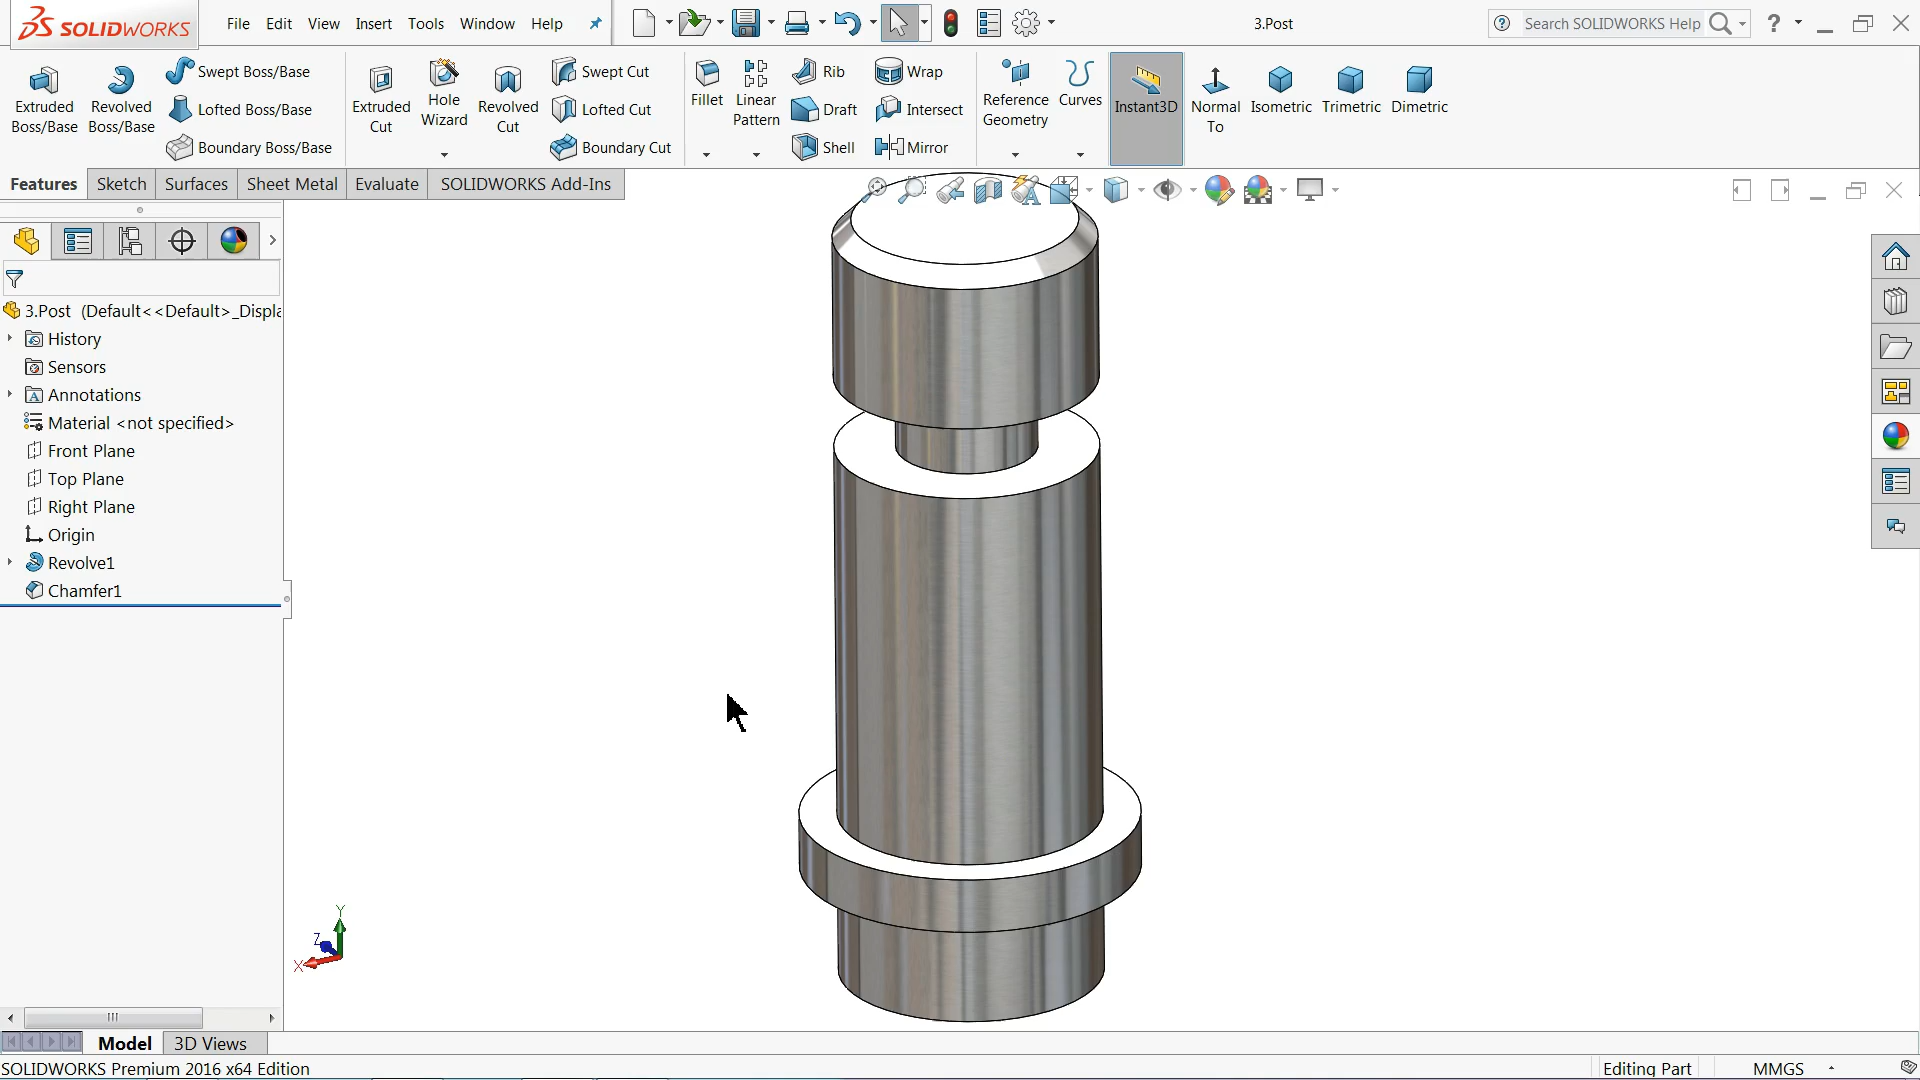 SOLIDWORKS
File Edit View Insert Tools Window Help
3.Post
Search SOLIDWORKS Help
?
Extruded Boss/Base
Revolved Boss/Base
Swept Boss/Base
Lofted Boss/Base
Boundary Boss/Base
Extruded Cut
Hole Wizard
Revolved Cut
Swept Cut
Lofted Cut
Boundary Cut
Fillet
Linear Pattern
Rib
Draft
Shell
Wrap
Intersect
Mirror
Reference Geometry
Curves
Instant3D
Normal To
Isometric
Trimetric
Dimetric
Features Sketch Surfaces Sheet Metal Evaluate SOLIDWORKS Add-Ins
3.Post (Default<<Default>_Displa
History
Sensors
Annotations
Material <not specified>
Front Plane
Top Plane
Right Plane
Origin
Revolve1
Chamfer1
Y
Z
X
Model 3D Views
SOLIDWORKS Premium 2016 x64 Edition
Editing Part
MMGS